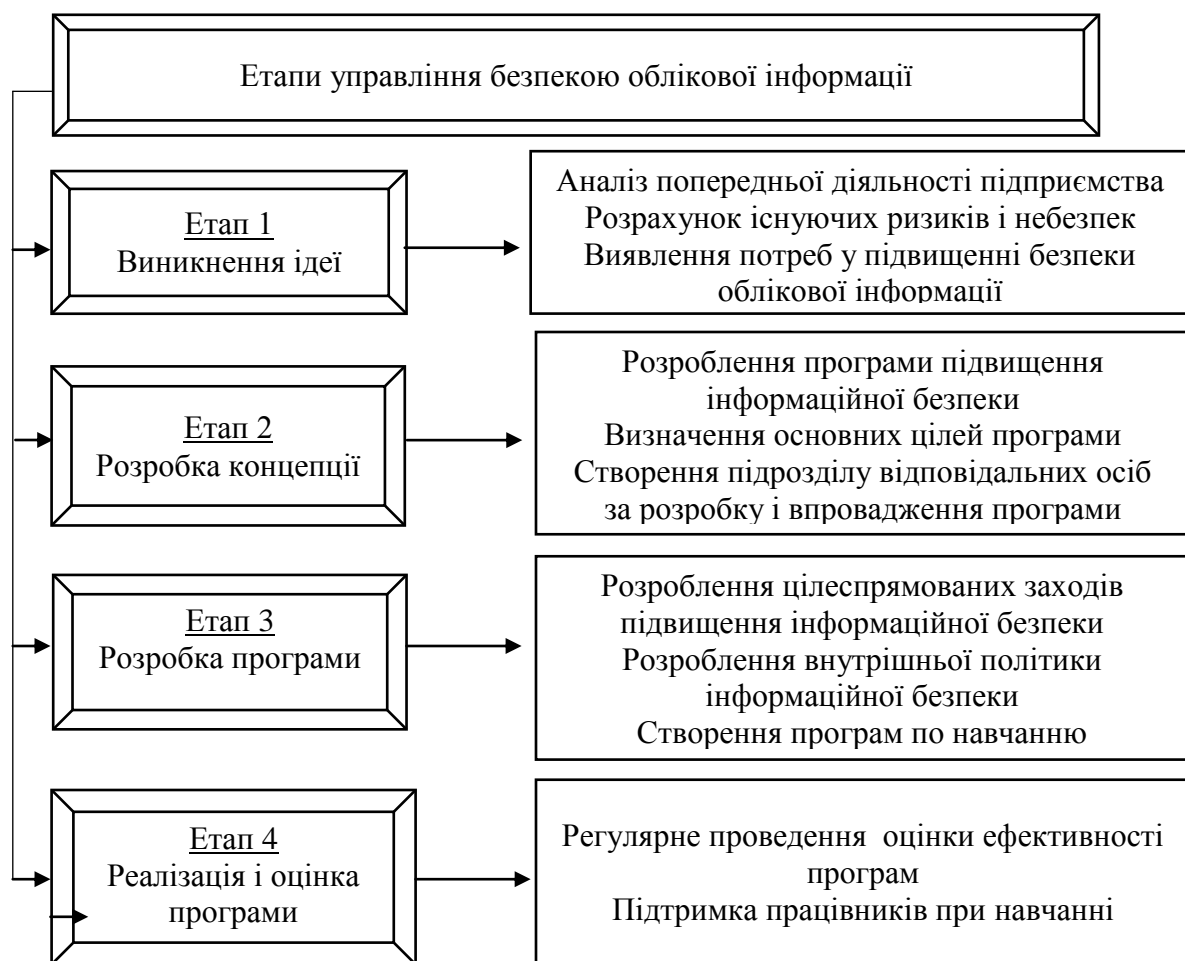 Етапи управління безпекою облікової інформації
Етап 1
Виникнення ідеї
Аналіз попередньої діяльності підприємства
Розрахунок існуючих ризиків і небезпек
Виявлення потреб у підвищенні безпеки
облікової інформації
Етап 2
Розробка концепції
Розроблення програми підвищення
інформаційної безпеки
Визначення основних цілей програми
Створення підрозділу відповідальних осіб
за розробку і впровадження програми
Етап 3
Розробка програми
Розроблення цілеспрямованих заходів
підвищення інформаційної безпеки
Розроблення внутрішньої політики
інформаційної безпеки
Створення програм по навчанню
Етап 4
Реалізація і оцінка
програми
Регулярне проведення оцінки ефективності
програм
Підтримка працівників при навчанні